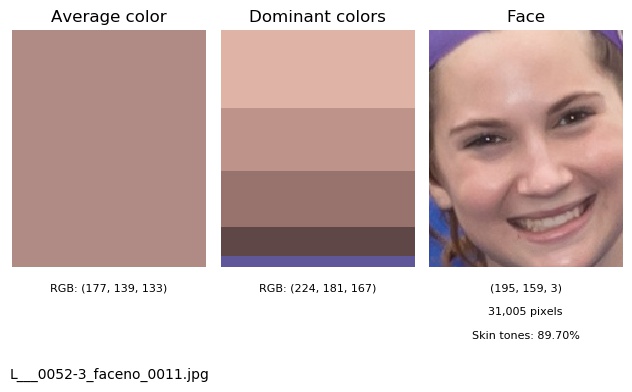 Average color
Dominant colors
Face
RGB: (177, 139, 133)
RGB: (224, 181, 167)
(195, 159, 3)
31,005 pixels
Skin tones: 89.70%
L___0052-3_faceno_0011.jpg